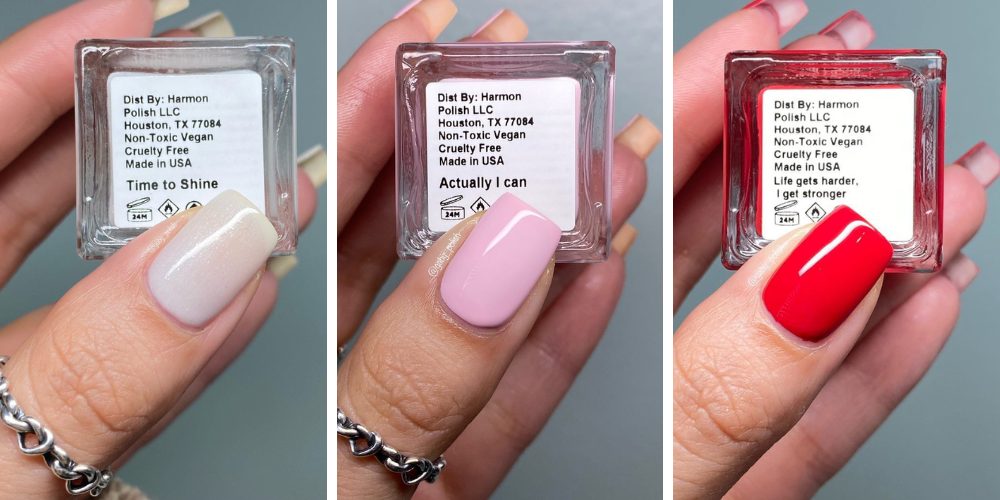 Dist By: Harmon
Polish LLC
Houston, TX 77084
Non-Toxic Vegan
Cruelty Free
Made in USA
Time to Shine
24M
Dist By: Harmon
Polish LLC
Houston, TX 77084
Non-Toxic Vegan
Cruelty Free
Made in USA
Actually I can
24M
Dist By: Harmon
Polish LLC
Houston, TX 77084
Non-Toxic Vegan
Cruelty Free
Made in USA
Life gets harder,
I get stronger
24M